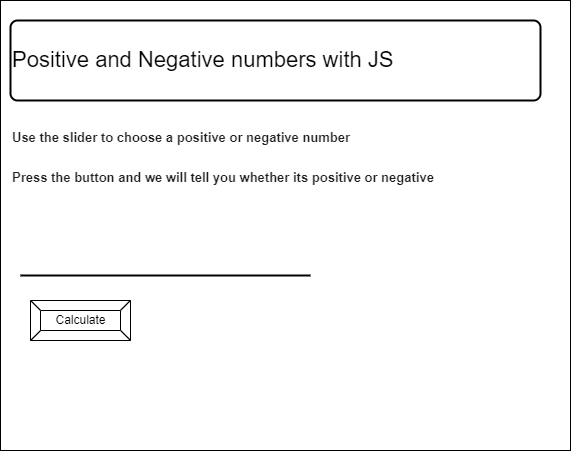 Positive and Negative numbers with JS
Use the slider to choose a positive or negative number
Press the button and we will tell you whether its positive or negative
Calculate